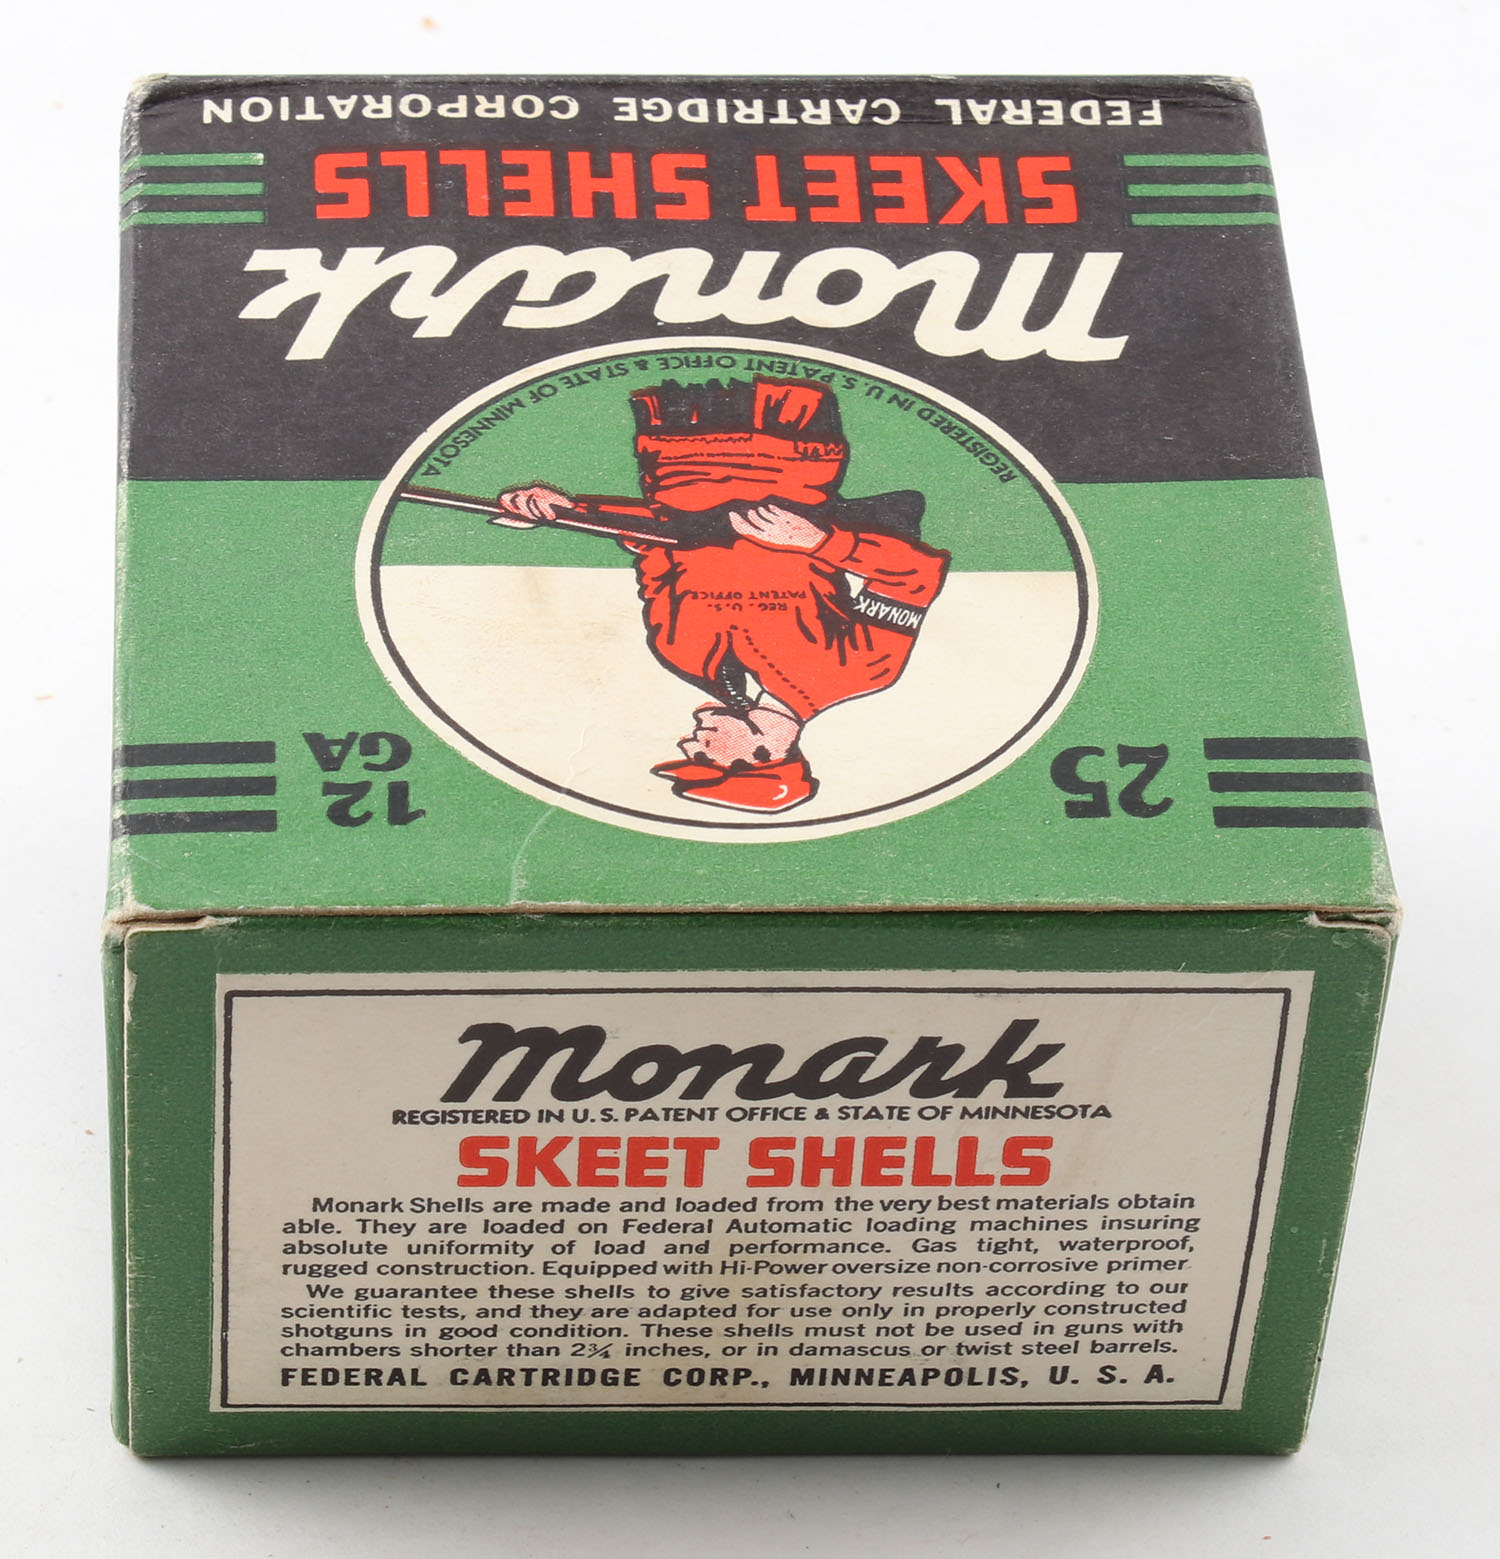 FEDERAL CARTRIDGE CORPORATION
SKEET SHELLS
Monark
REGISTERED IN U.S. PATENT OFFICE & STATE OF MINNESOTA
REG. U.S.
PATENT OFFICE
MONARK
25
12
GA
Monark
REGISTERED IN U.S. PATENT OFFICE & STATE OF MINNESOTA
SKEET SHELLS
Monark Shells are made and loaded from the very best materials obtain
able. They are loaded on Federal Automatic loading machines insuring
absolute uniformity of load and performance. Gas tight, waterproof,
rugged construction. Equipped with Hi-Power oversize non-corrosive primer
We guarantee these shells to give satisfactory results according to our
scientific tests, and they are adapted for use only in properly constructed
shotguns in good condition. These shells must not be used in guns with
chambers shorter than 2¾ inches, or in damascus or twist steel barrels.
FEDERAL CARTRIDGE CORP., MINNEAPOLIS, U. S. A.